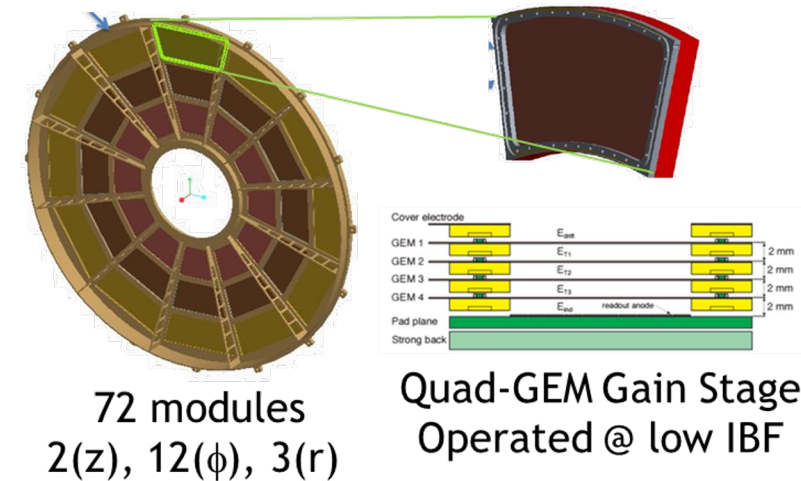 Cover electrode
E_drift
GEM 1
E_T1
2 mm
GEM 2
E_T2
2 mm
GEM 3
E_T3
2 mm
GEM 4
E_ind
readout anode
2 mm
Pad plane
Strong back
72 modules
2(z), 12(ϕ), 3(r)
Quad-GEM Gain Stage
Operated @ low IBF